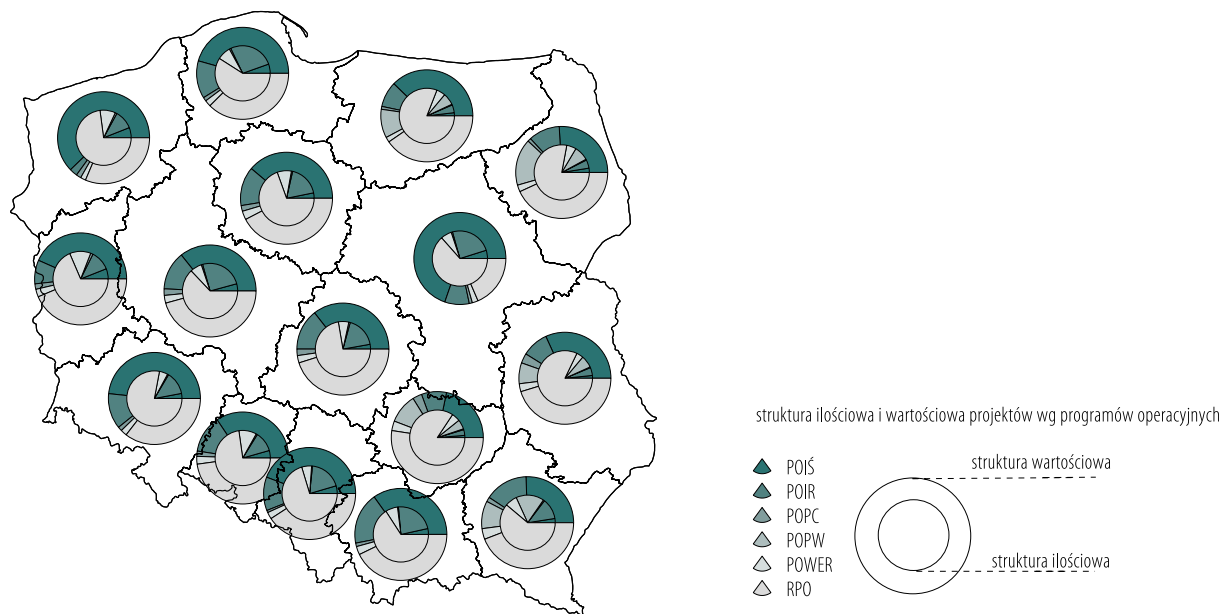 struktura ilościowa i wartościowa projektów wg programów operacyjnych
POIŚ
POIR
POPC
POPW
POWER
RPO
struktura wartościowa
struktura ilościowa